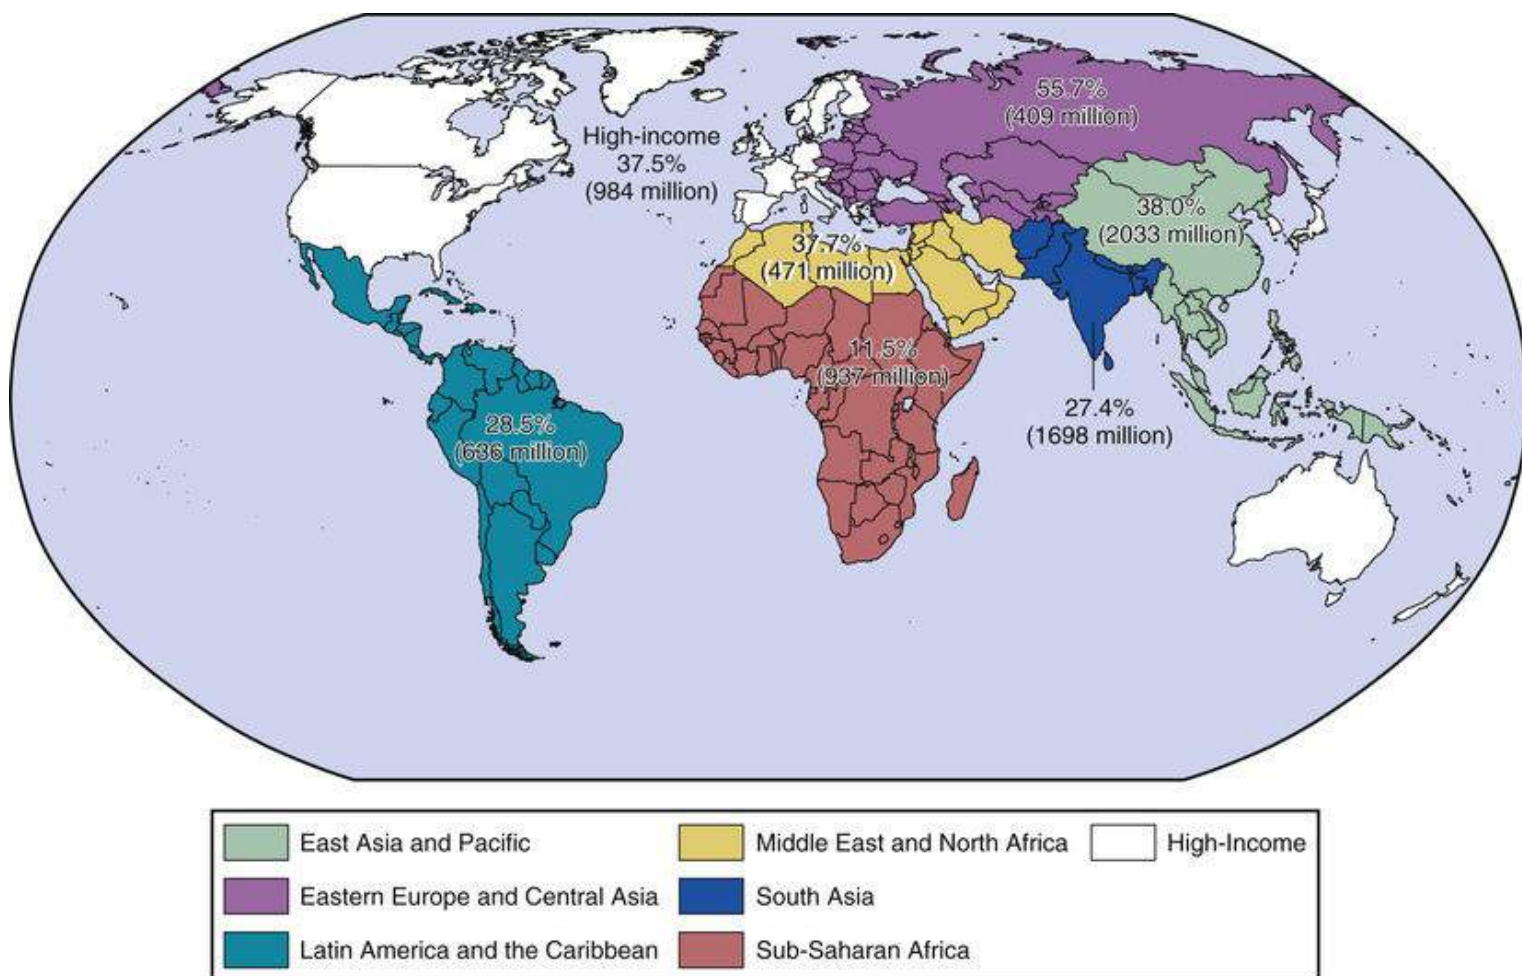 55.7%
(409 million)
High-income
37.5%
(984 million)
38.0%
(2033 million)
37.7%
(471 million)
11.5%
(937 million)
27.4%
(1698 million)
28.5%
(636 million)
East Asia and Pacific
Eastern Europe and Central Asia
Latin America and the Caribbean
Middle East and North Africa
South Asia
Sub-Saharan Africa
High-Income